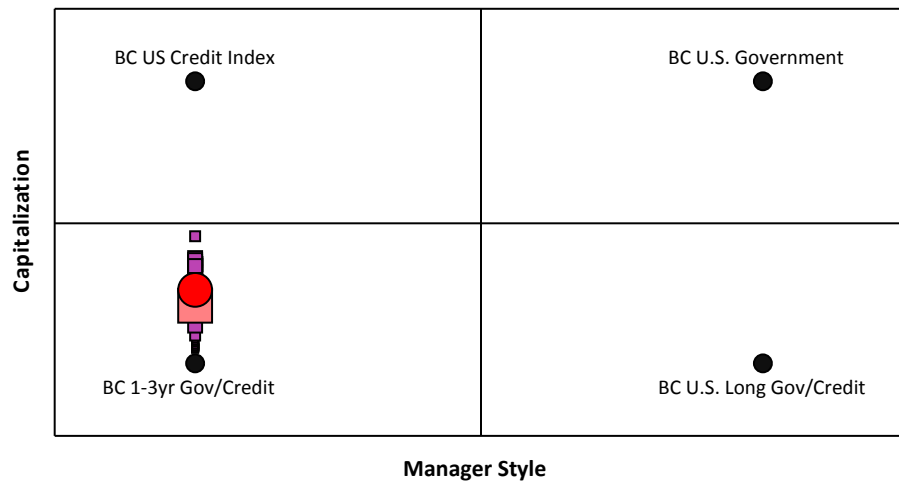 BC US Credit Index
BC U.S. Government
Capitalization
BC 1-3yr Gov/Credit
BC U.S. Long Gov/Credit
Manager Style